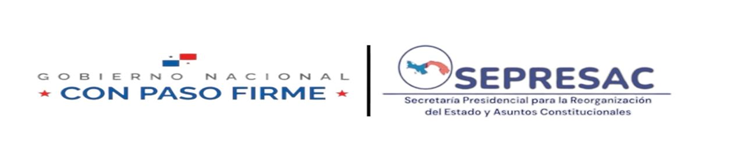 GOBIERNO NACIONAL
★ CON PASO FIRME ★
SEPRESAC
Secretaría Presidencial para la Reorganización
del Estado y Asuntos Constitucionales